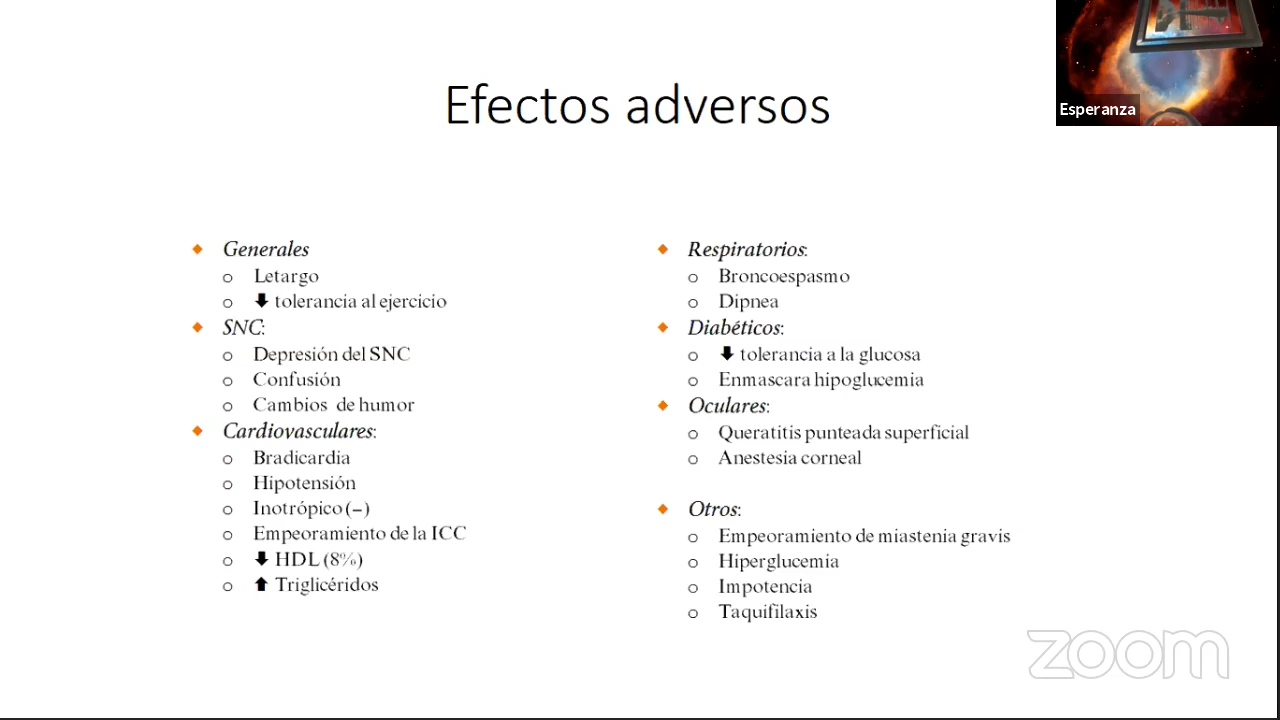 Esperanza
Efectos adversos
Generales
Letargo
⬇ tolerancia al ejercicio
SNC:
Depresión del SNC
Confusión
Cambios de humor
Cardiovasculares:
Bradicardia
Hipotensión
Inotrópico (–)
Empeoramiento de la ICC
⬇ HDL (8%)
⬆ Triglicéridos
Respiratorios:
Broncoespasmo
Dipnea
Diabéticos:
⬇ tolerancia a la glucosa
Enmascara hipoglucemia
Oculares:
Queratitis punteada superficial
Anestesia corneal
Otros:
Empeoramiento de miastenia gravis
Hiperglucemia
Impotencia
Taquifilaxis
zoom